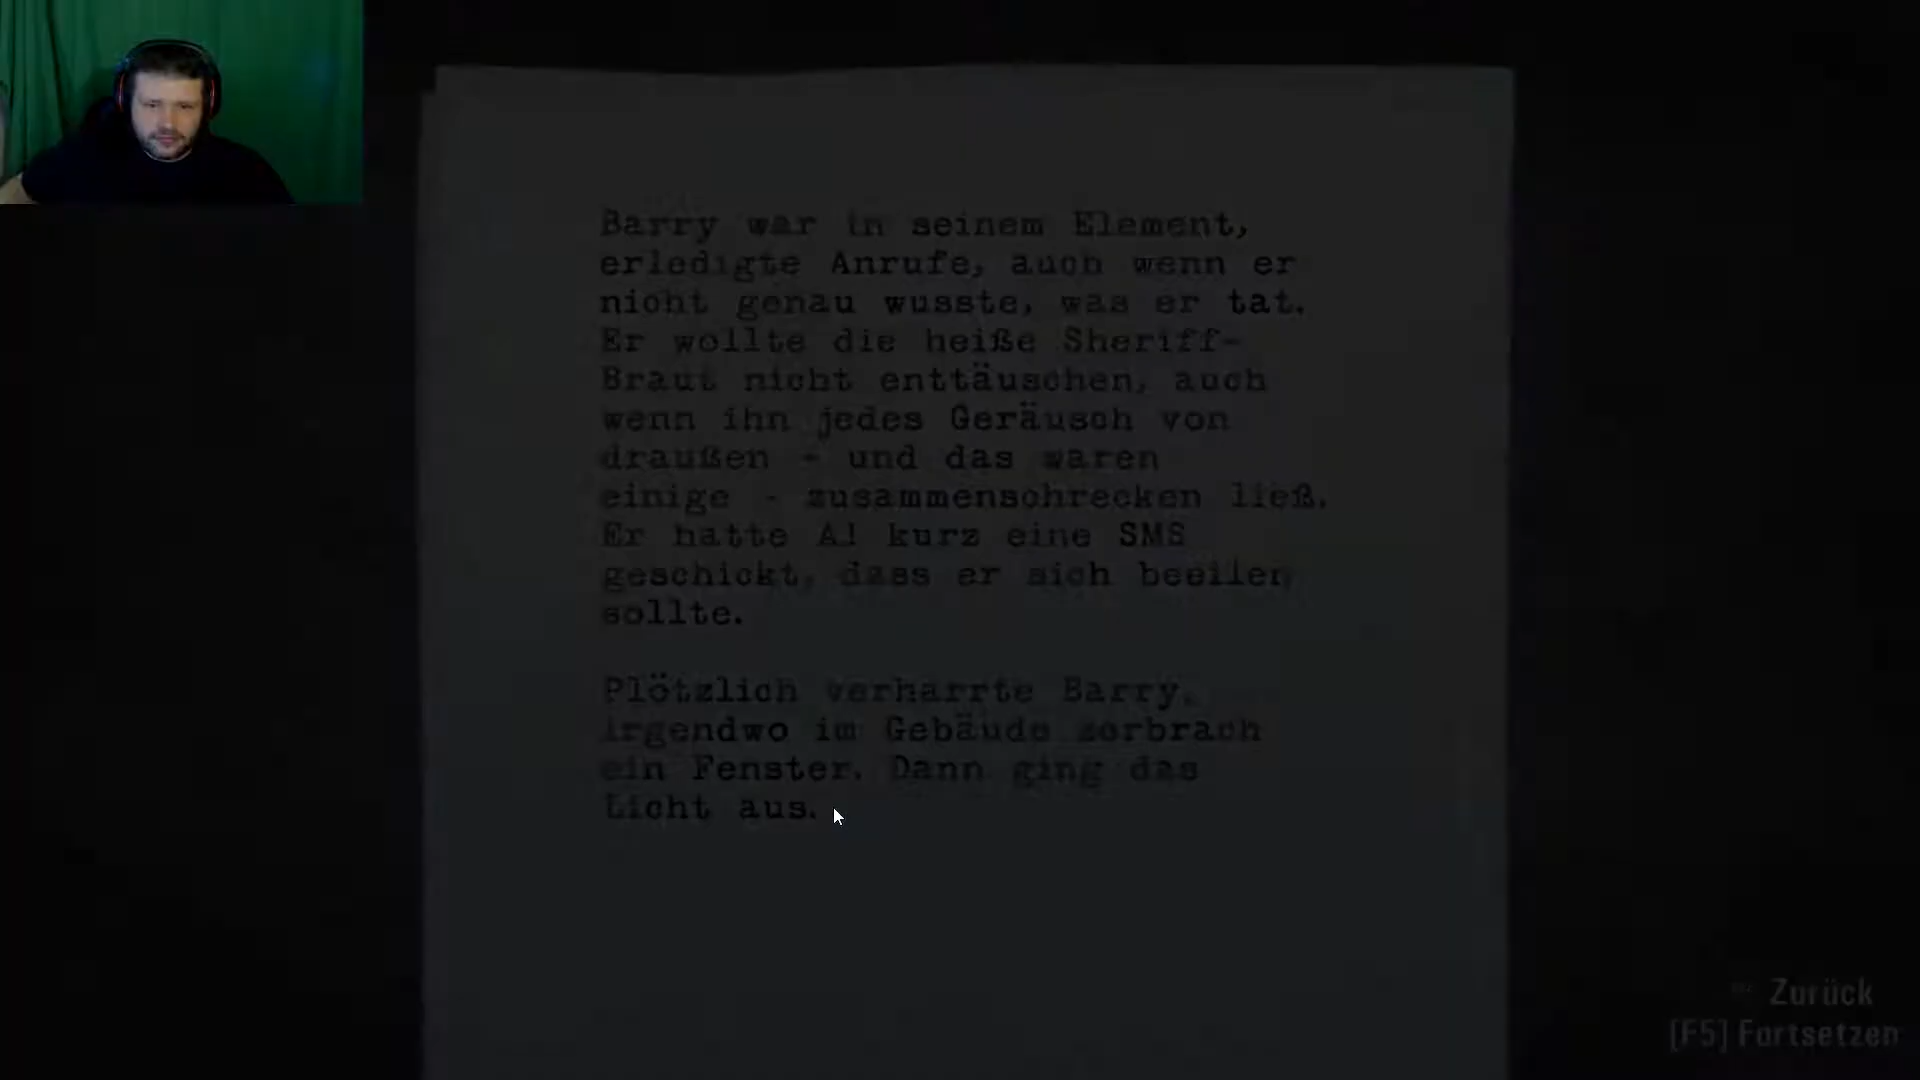 Barry war in seinem Element,
erledigte Anrufe, auch wenn er
nicht genau wusste, was er tat.
Er wollte die heiße Sheriff-
Braut nicht enttäuschen, auch
wenn ihn jedes Geräusch von
draußen - und das waren
einige - zusammenschrecken ließ.
Er hatte Al kurz eine SMS
geschickt, dass er sich beeilen
sollte.
Plötzlich verharrte Barry.
Irgendwo im Gebäude zerbrach
ein Fenster. Dann ging das
Licht aus.
Zurück
[F5] Fortsetzen